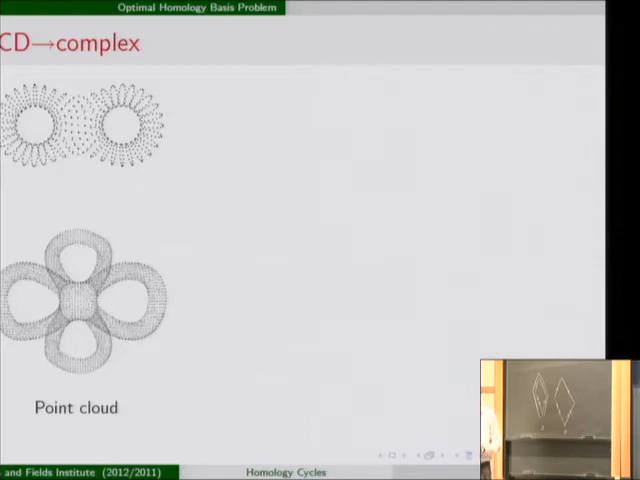 Optimal Homology Basis Problem
CD→complex
Point cloud
and Fields Institute (2012/2011)
Homology Cycles